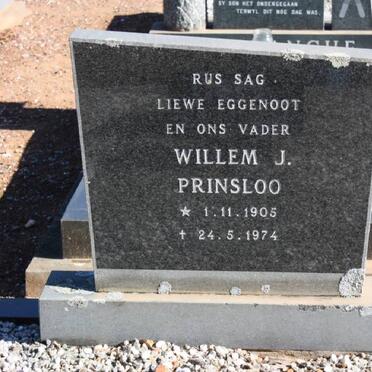 SY SON HET ONDERGEGAAN
TERWYL DIT NOG DAG WAS.
RUS SAG
LIEWE EGGENOOT
EN ONS VADER
WILLEM J.
PRINSLOO
★ 1.11.1905
✝ 24.5.1974